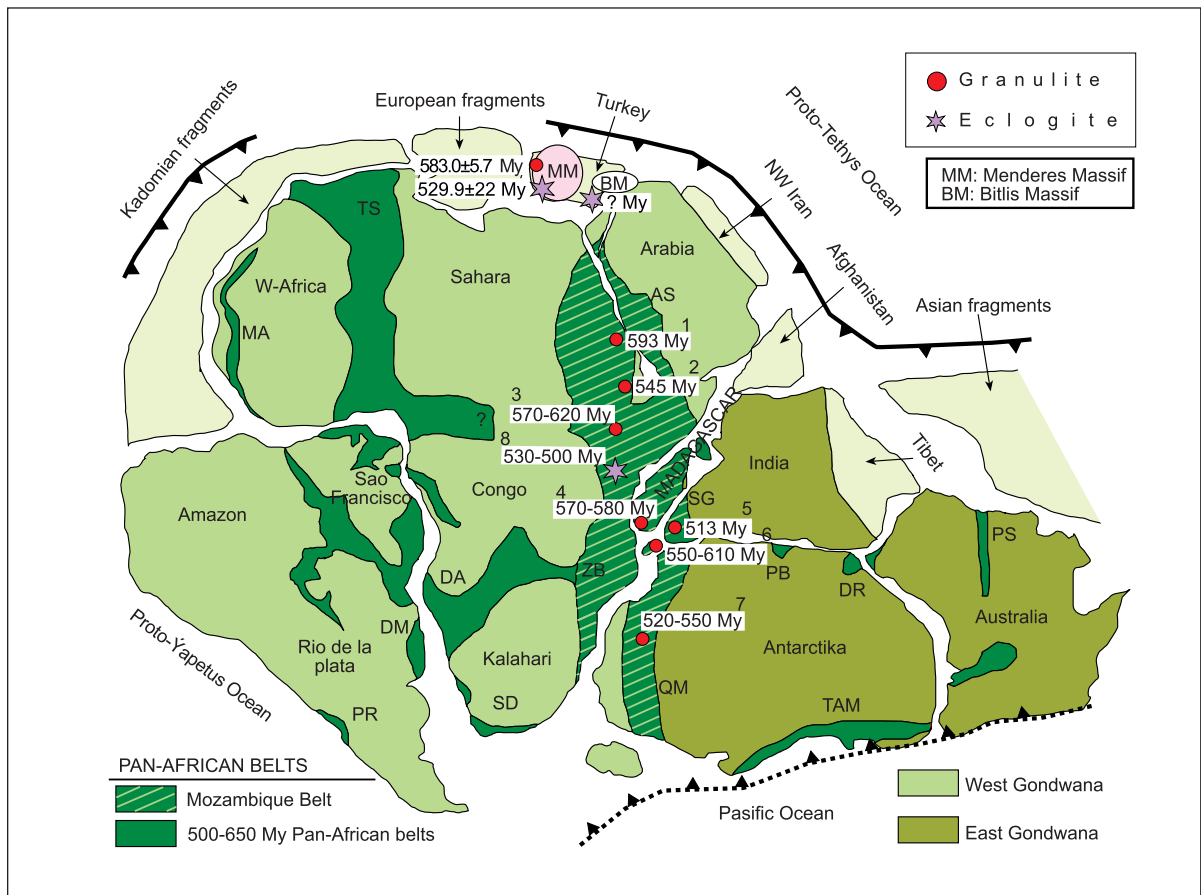 Kadomian fragments
European fragments
Turkey
Proto-Tethys Ocean
NW Iran
Afghanistan
Asian fragments
Granulite
Eclogite
MM: Menderes Massif
BM: Bitlis Massif
583.0±5.7 My
529.9±22 My
MM
BM
? My
TS
W-Africa
MA
Sahara
Arabia
AS
1
593 My
2
545 My
3
570-620 My
?
8
530-500 My
MADAGASCAR
India
Tibet
Amazon
Sao
Francisco
Congo
4
570-580 My
SG
5
513 My
6
550-610 My
PS
DA
ZB
PB
DR
7
520-550 My
Australia
DM
Rio de la
plata
Kalahari
Antarktika
Proto-Yapetus Ocean
PR
SD
QM
TAM
PAN-AFRICAN BELTS
Mozambique Belt
500-650 My Pan-African belts
Pasific Ocean
West Gondwana
East Gondwana